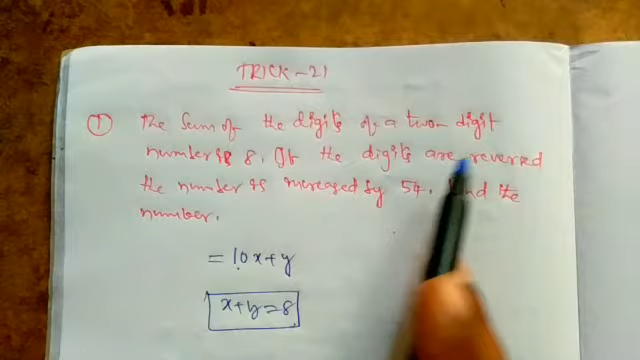 TRICK-21
① The Sum of the digits of a two digit
number is 8. If the digits are reversed
the number is increased by 54. the
number.
= 10x+y
x+y=8